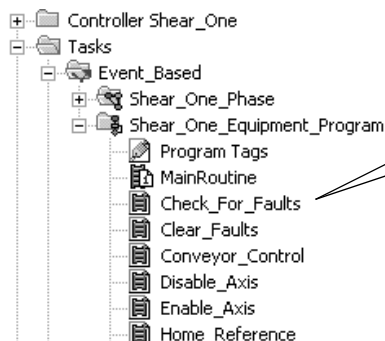 Controller Shear_One
Tasks
Event_Based
Shear_One_Phase
Shear_One_Equipment_Program
Program Tags
MainRoutine
Check_For_Faults
Clear_Faults
Conveyor_Control
Disable_Axis
Enable_Axis
Home_Reference